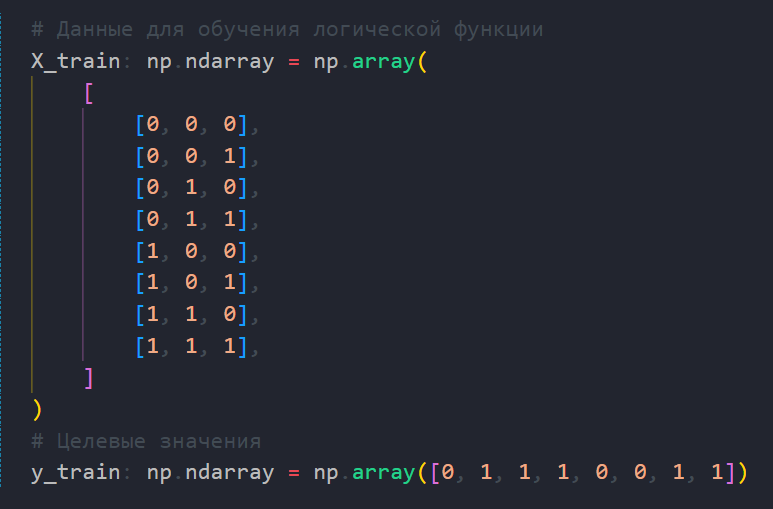 # Данные для обучения логической функции
X_train: np.ndarray = np.array(
[
[0, 0, 0],
[0, 0, 1],
[0, 1, 0],
[0, 1, 1],
[1, 0, 0],
[1, 0, 1],
[1, 1, 0],
[1, 1, 1],
]
)
# Целевые значения
y_train: np.ndarray = np.array([0, 1, 1, 1, 0, 0, 1, 1])